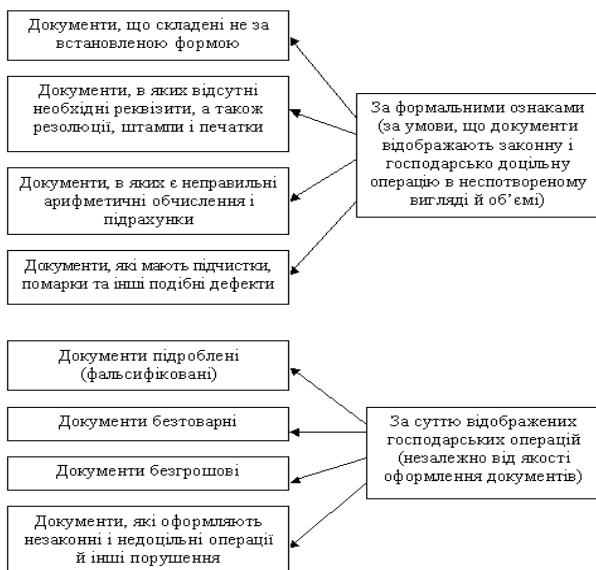 Документи, що складені не за
встановленою формою
Документи, в яких відсутні
необхідні реквізити, а також
резолюції, штампи і печатки
Документи, в яких є неправильні
арифметичні обчислення і
підрахунки
Документи, які мають підчистки,
помарки та інші подібні дефекти
За формальними ознаками
(за умови, що документи
відображають законну і
господарсько доцільну
операцію в неспотвореному
вигляді й об’ємі)
Документи підроблені
(фальсифіковані)
Документи безтоварні
Документи безгрошові
Документи, які оформляють
незаконні і недоцільні операції
й інші порушення
За суттю відображених
господарських операцій
(незалежно від якості
оформлення документів)